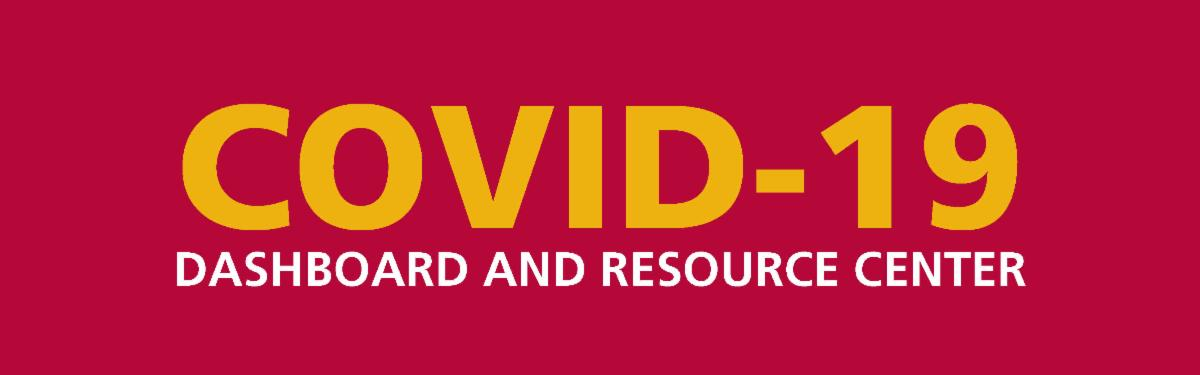 COVID-19
DASHBOARD AND RESOURCE CENTER